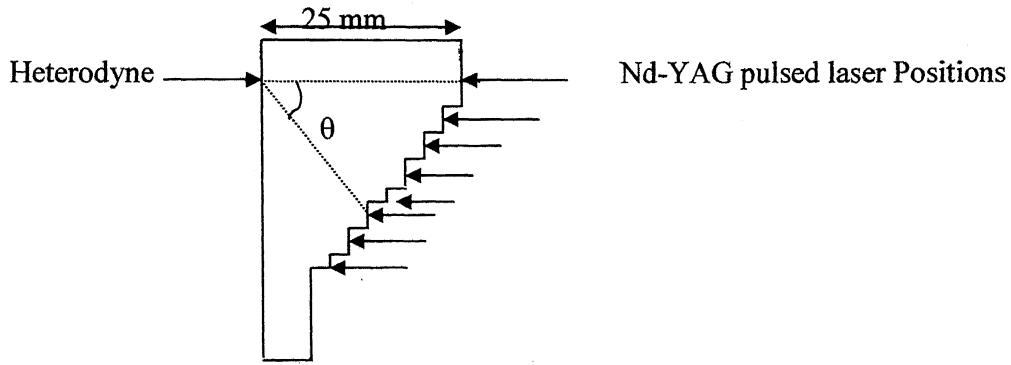 25 mm
Heterodyne
Nd-YAG pulsed laser Positions
θ